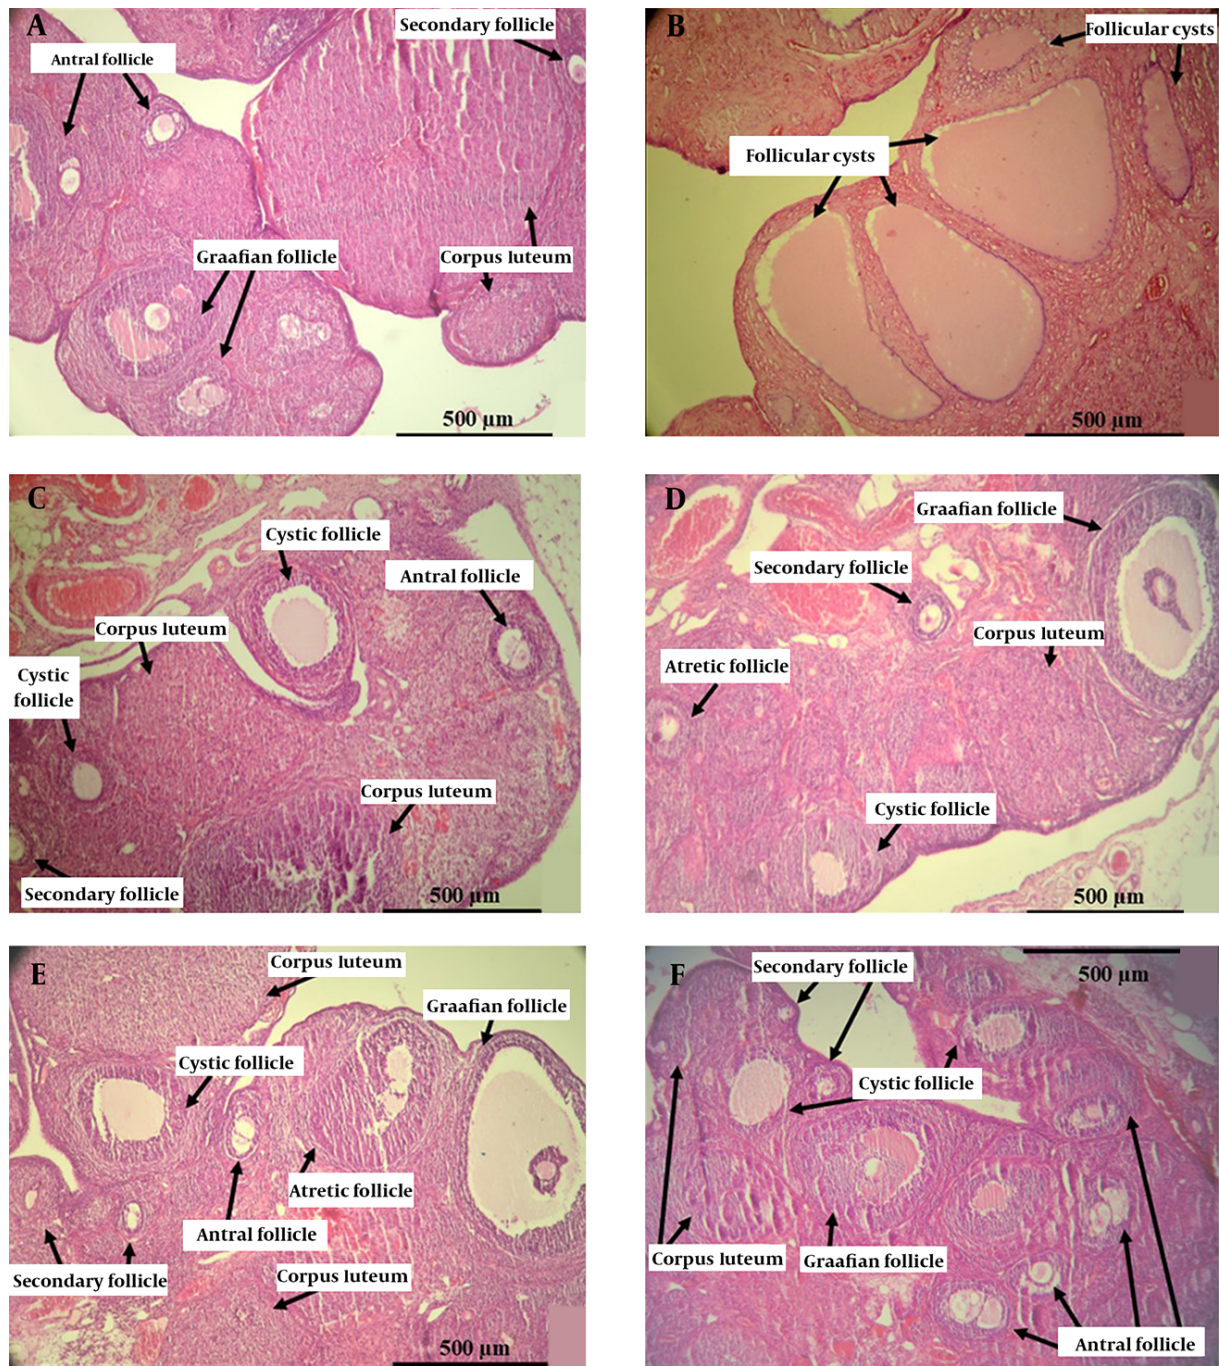 A
Secondary follicle
Antral follicle
Graafian follicle
Corpus luteum
500 µm
B
Follicular cysts
Follicular cysts
500 µm
C
Cystic follicle
Antral follicle
Corpus luteum
Cystic
follicle
Corpus luteum
Secondary follicle
500 µm
D
Graafian follicle
Secondary follicle
Corpus luteum
Atretic follicle
Cystic follicle
500 µm
E
Corpus luteum
Graafian follicle
Cystic follicle
Atretic follicle
Antral follicle
Secondary follicle
Corpus luteum
500 µm
F
Secondary follicle
500 µm
Cystic follicle
Corpus luteum
Graafian follicle
Antral follicle